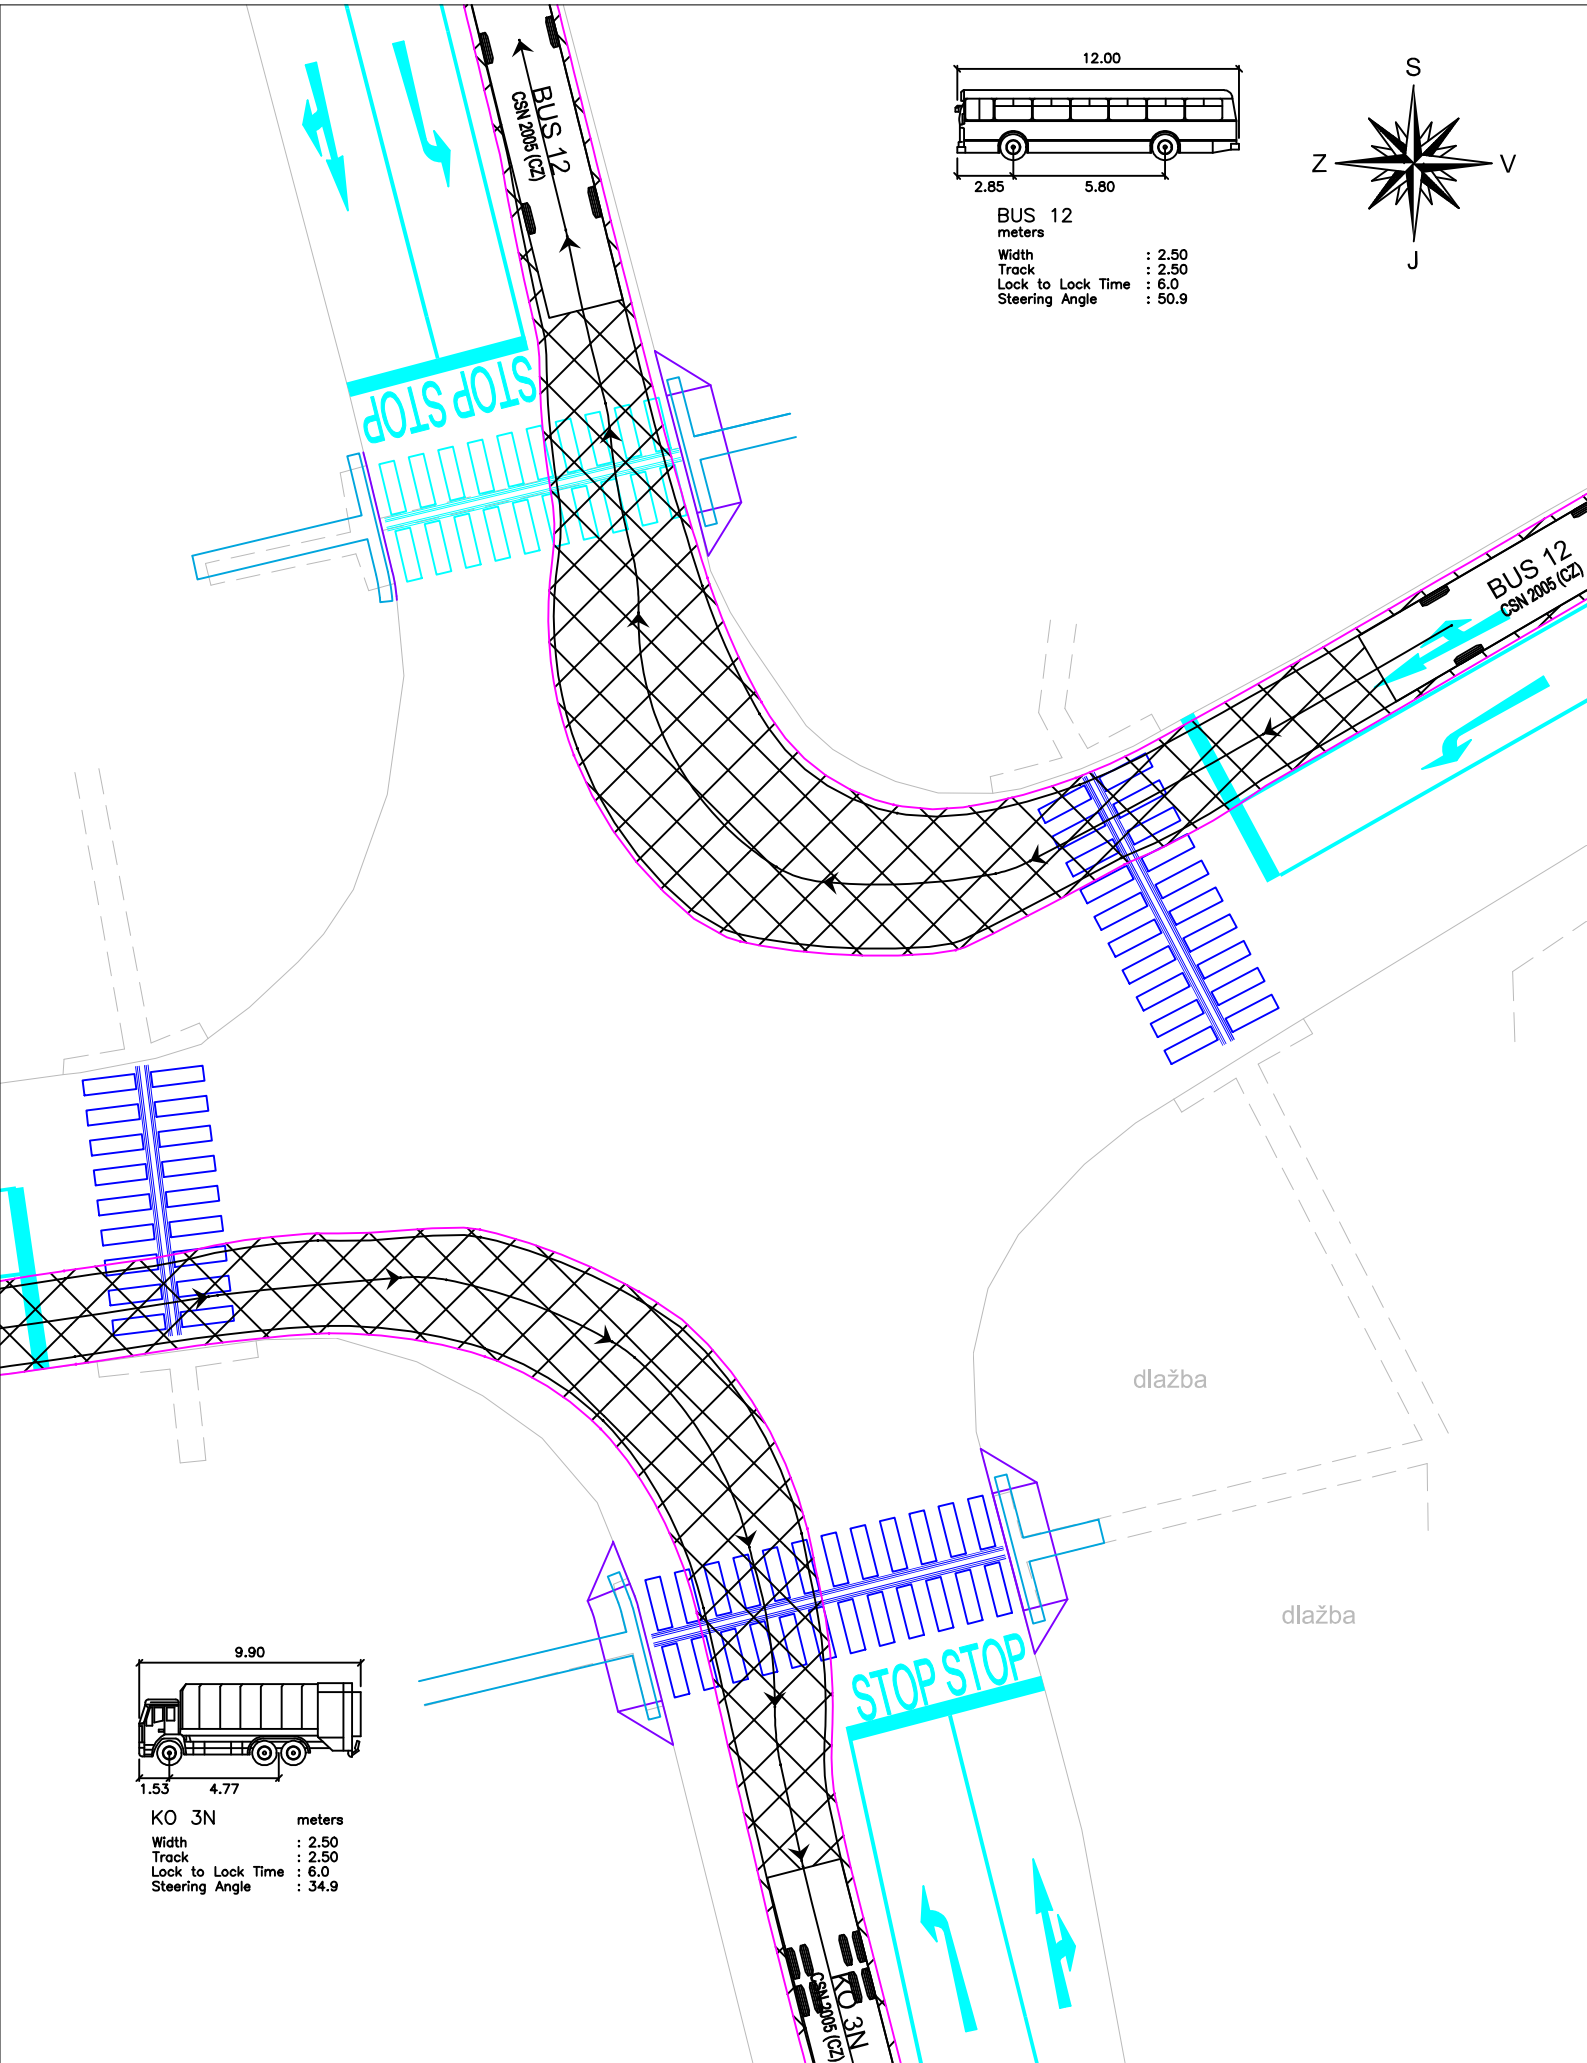 12.00
2.85
5.80
BUS 12
meters
Width : 2.50
Track : 2.50
Lock to Lock Time : 6.0
Steering Angle : 50.9
S
Z
V
J
BUS 12
CSN 2005 (CZ)
STOP STOP
BUS 12
CSN 2005 (CZ)
dlažba
dlažba
STOP STOP
9.90
1.53
4.77
KO 3N
meters
Width : 2.50
Track : 2.50
Lock to Lock Time : 6.0
Steering Angle : 34.9
KO 3N
CSN 2005 (CZ)